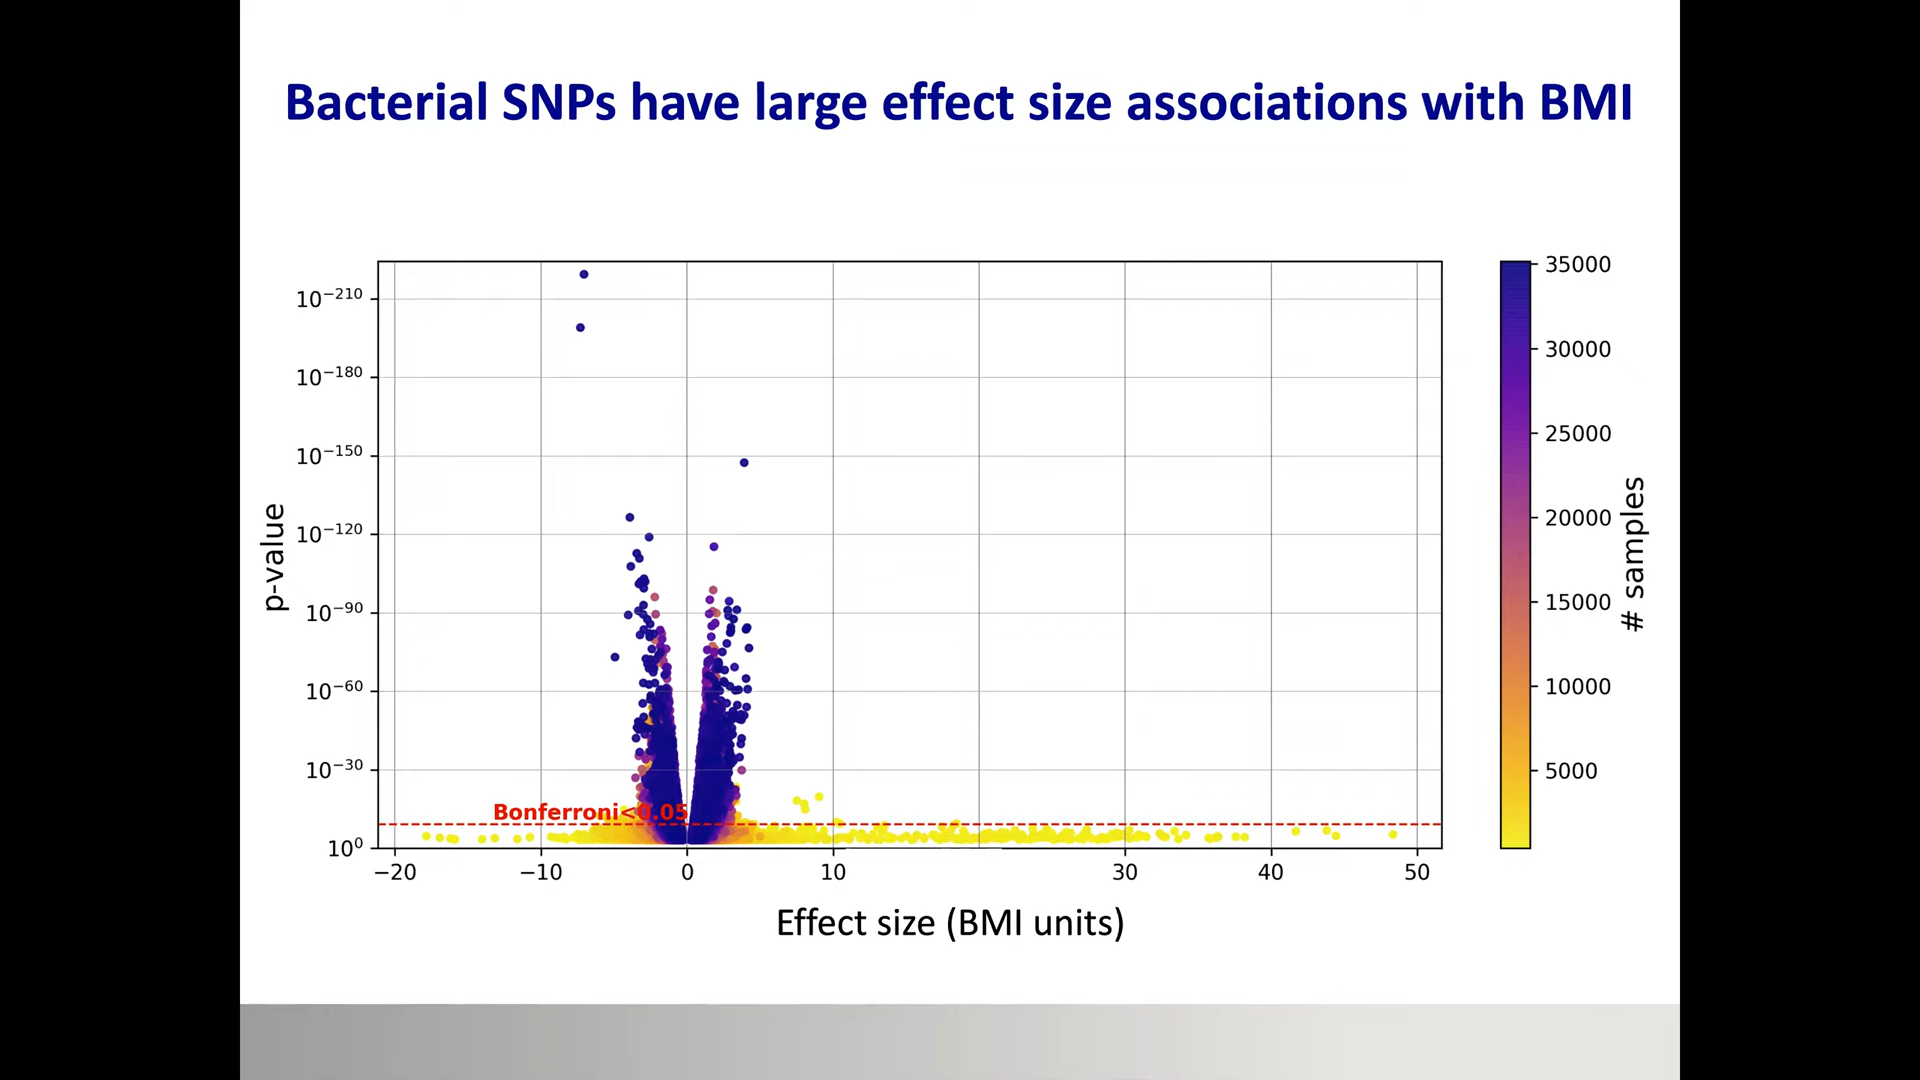 Bacterial SNPs have large effect size associations with BMI
p-value
10⁻²¹⁰
10⁻¹⁸⁰
10⁻¹⁵⁰
10⁻¹²⁰
10⁻⁹⁰
10⁻⁶⁰
10⁻³⁰
10⁰
Bonferroni<0.05
−20 −10 0 10 30 40 50
Effect size (BMI units)
35000
30000
25000
20000
15000
10000
5000
# samples